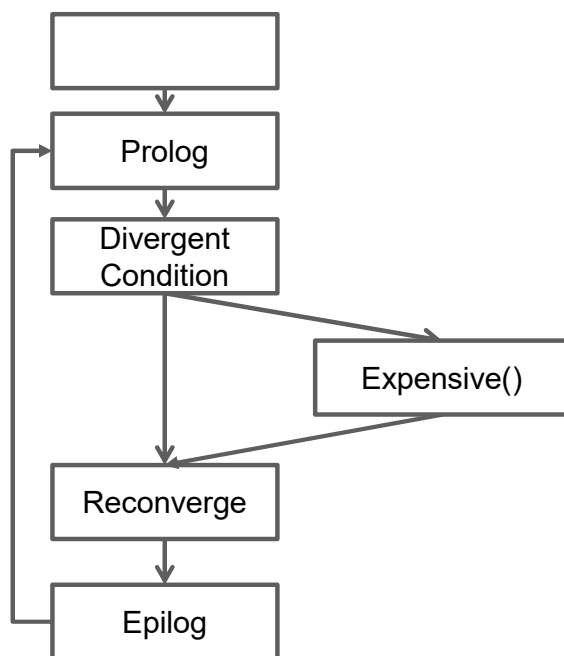 Prolog
Divergent
Condition
Expensive()
Reconverge
Epilog